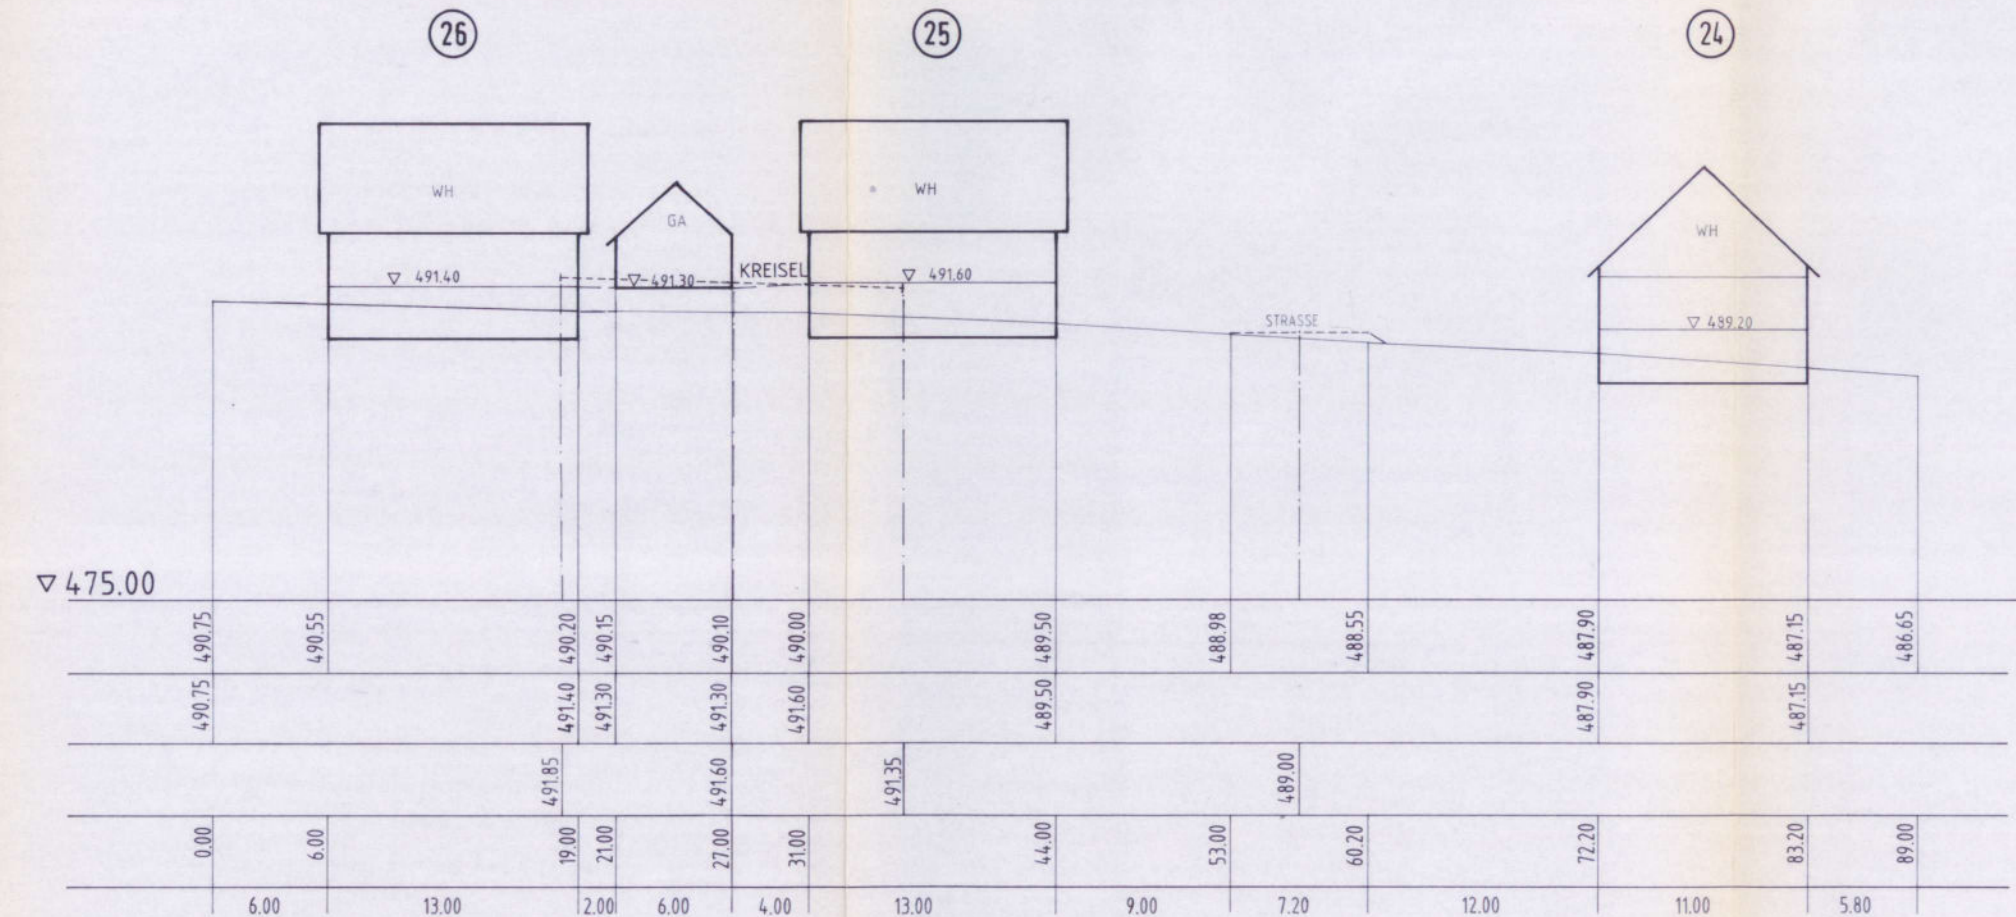 26 25 24
WH GA WH WH
▽ 491.40 ▽ 491.30 KREISEL ▽ 491.60
STRASSE ▽ 489.20
▽ 475.00
490.75 490.55 490.20 490.15 490.10 490.00 489.50 488.98 488.55 487.90 487.15 486.65
490.75 491.40 491.30 491.30 491.60 489.50 487.90 487.15
491.85 491.60 491.35 489.00
0.00 6.00 19.00 21.00 27.00 31.00 44.00 53.00 60.20 72.20 83.20 89.00
6.00 13.00 2.00 6.00 4.00 13.00 9.00 7.20 12.00 11.00 5.80